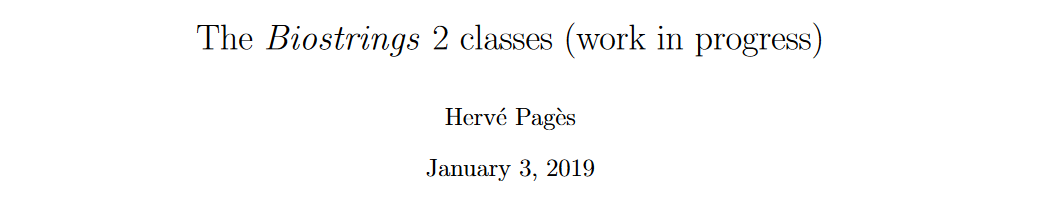 The Biostrings 2 classes (work in progress)
Hervé Pagès
January 3, 2019